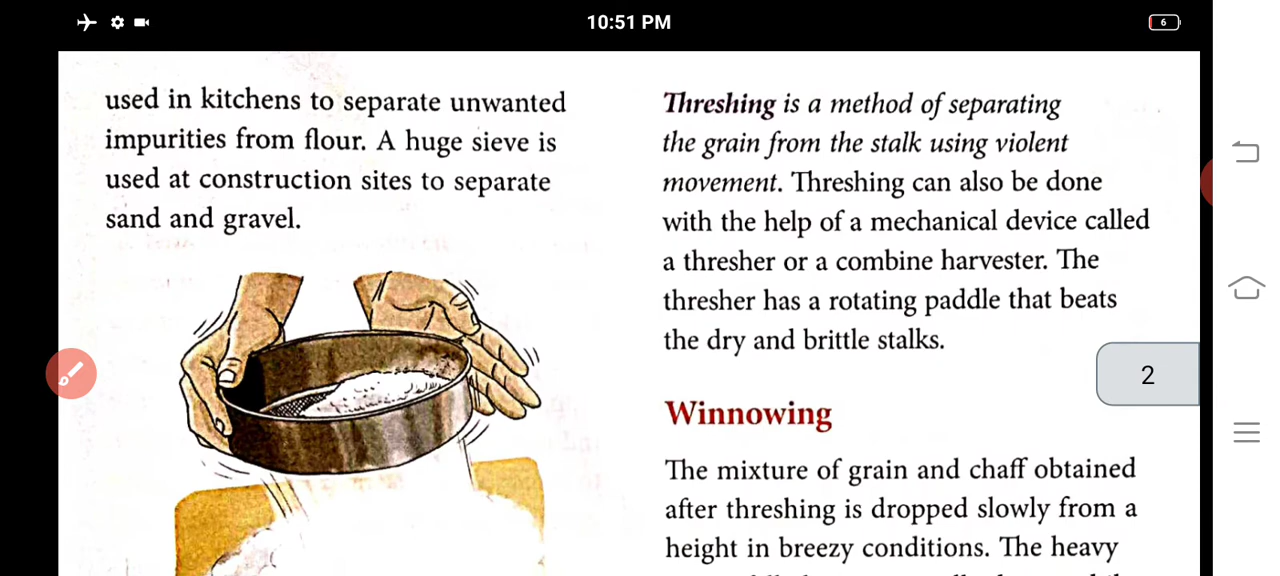 10:51 PM
6
used in kitchens to separate unwanted
impurities from flour. A huge sieve is
used at construction sites to separate
sand and gravel.
Threshing is a method of separating
the grain from the stalk using violent
movement. Threshing can also be done
with the help of a mechanical device called
a thresher or a combine harvester. The
thresher has a rotating paddle that beats
the dry and brittle stalks.
2
Winnowing
The mixture of grain and chaff obtained
after threshing is dropped slowly from a
height in breezy conditions. The heavy